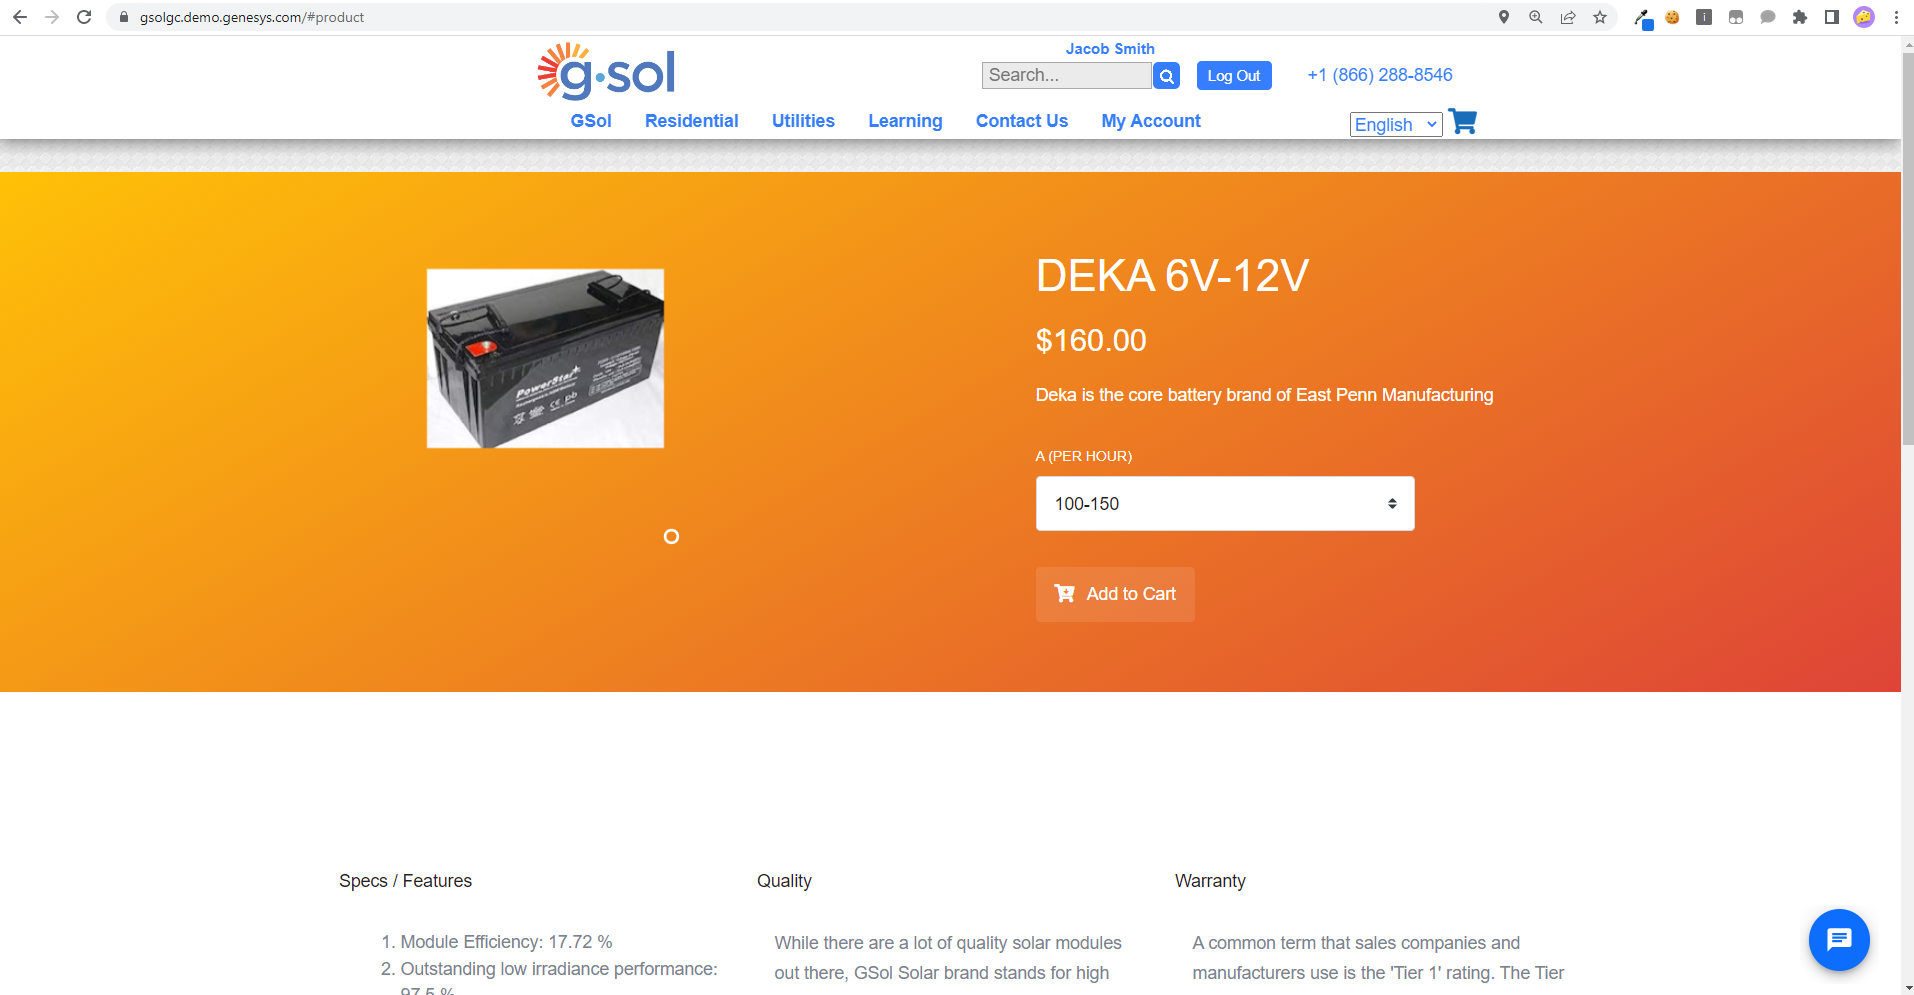 gsolgc.demo.genesys.com/#product
g·sol
Jacob Smith
Search...
Log Out
+1 (866) 288-8546
GSol
Residential
Utilities
Learning
Contact Us
My Account
English
PowerStar
DEKA 6V-12V
$160.00
Deka is the core battery brand of East Penn Manufacturing
A (PER HOUR)
100-150
Add to Cart
Specs / Features
1. Module Efficiency: 17.72 %
2. Outstanding low irradiance performance:
97.5 %
Quality
While there are a lot of quality solar modules
out there, GSol Solar brand stands for high
Warranty
A common term that sales companies and
manufacturers use is the 'Tier 1' rating. The Tier